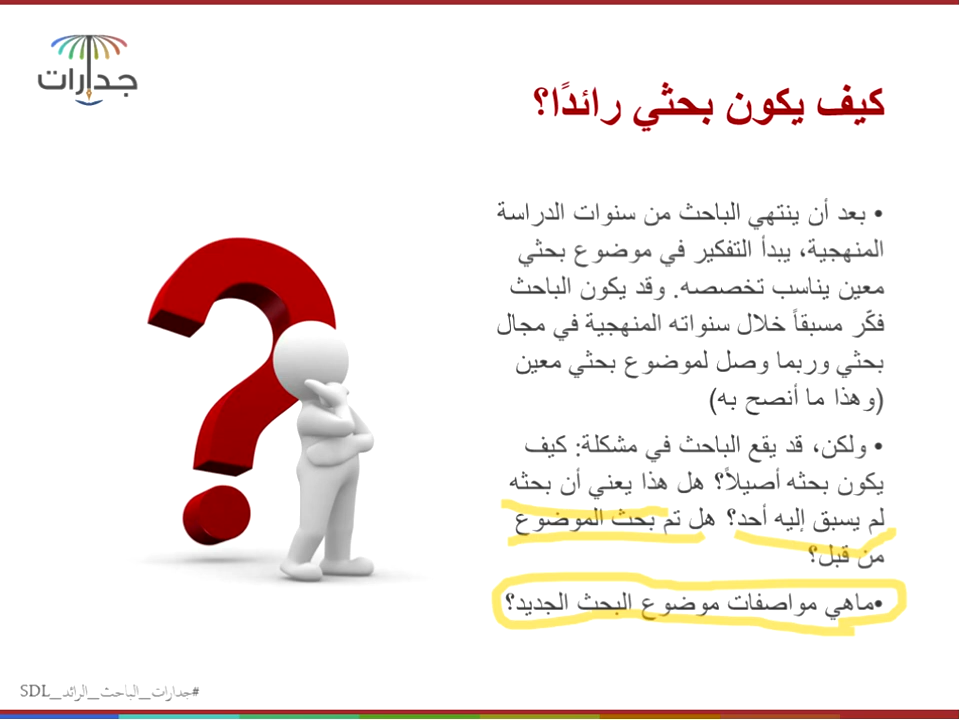 جدارات
كيف يكون بحثي رائدًا؟
• بعد أن ينتهي الباحث من سنوات الدراسة
المنهجية، يبدأ التفكير في موضوع بحثي
معين يناسب تخصصه. وقد يكون الباحث
فكّر مسبقاً خلال سنواته المنهجية في مجال
بحثي وربما وصل لموضوع بحثي معين
(وهذا ما أنصح به)
• ولكن، قد يقع الباحث في مشكلة: كيف
يكون بحثه أصيلاً؟ هل هذا يعني أن بحثه
لم يسبق إليه أحد؟ هل تم بحث الموضوع
من قبل؟
•ماهي مواصفات موضوع البحث الجديد؟
#جدارات_الباحث_الرائد_SDL